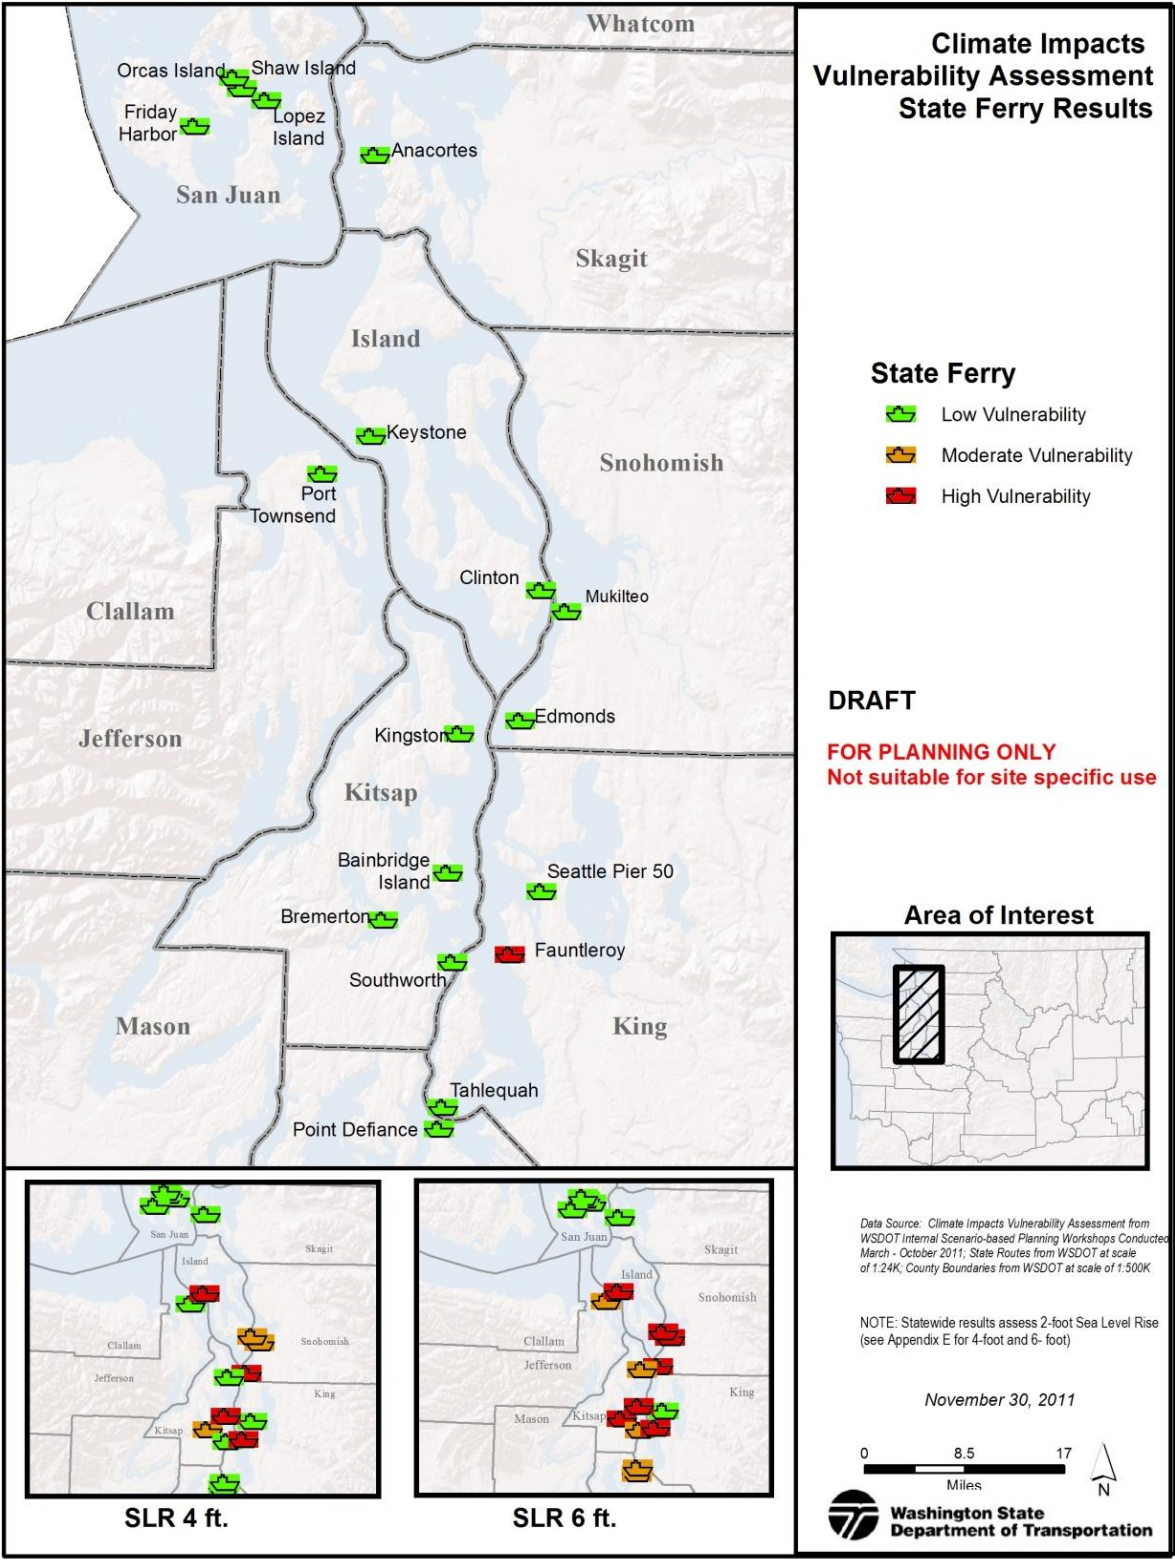 Climate Impacts
Vulnerability Assessment
State Ferry Results
Whatcom
Orcas Island
Shaw Island
Friday
Harbor
Lopez
Island
Anacortes
San Juan
Skagit
Island
Keystone
Snohomish
Port
Townsend
Clinton
Mukilteo
Clallam
Edmonds
Kingston
Jefferson
Kitsap
Bainbridge
Island
Seattle Pier 50
Bremerton
Fauntleroy
Southworth
Mason
King
Tahlequah
Point Defiance
State Ferry
Low Vulnerability
Moderate Vulnerability
High Vulnerability
DRAFT
FOR PLANNING ONLY
Not suitable for site specific use
Area of Interest
San Juan
Skagit
Island
Clallam
Snohomish
Jefferson
King
Kitsap
SLR 4 ft.
San Juan
Skagit
Island
Snohomish
Clallam
Jefferson
King
Mason
Kitsap
SLR 6 ft.
Data Source: Climate Impacts Vulnerability Assessment from
WSDOT Internal Scenario-based Planning Workshops Conducted
March - October 2011; State Routes from WSDOT at scale
of 1:24K; County Boundaries from WSDOT at scale of 1:500K
NOTE: Statewide results assess 2-foot Sea Level Rise
(see Appendix E for 4-foot and 6- foot)
November 30, 2011
0 8.5 17
Miles
N
Washington State
Department of Transportation